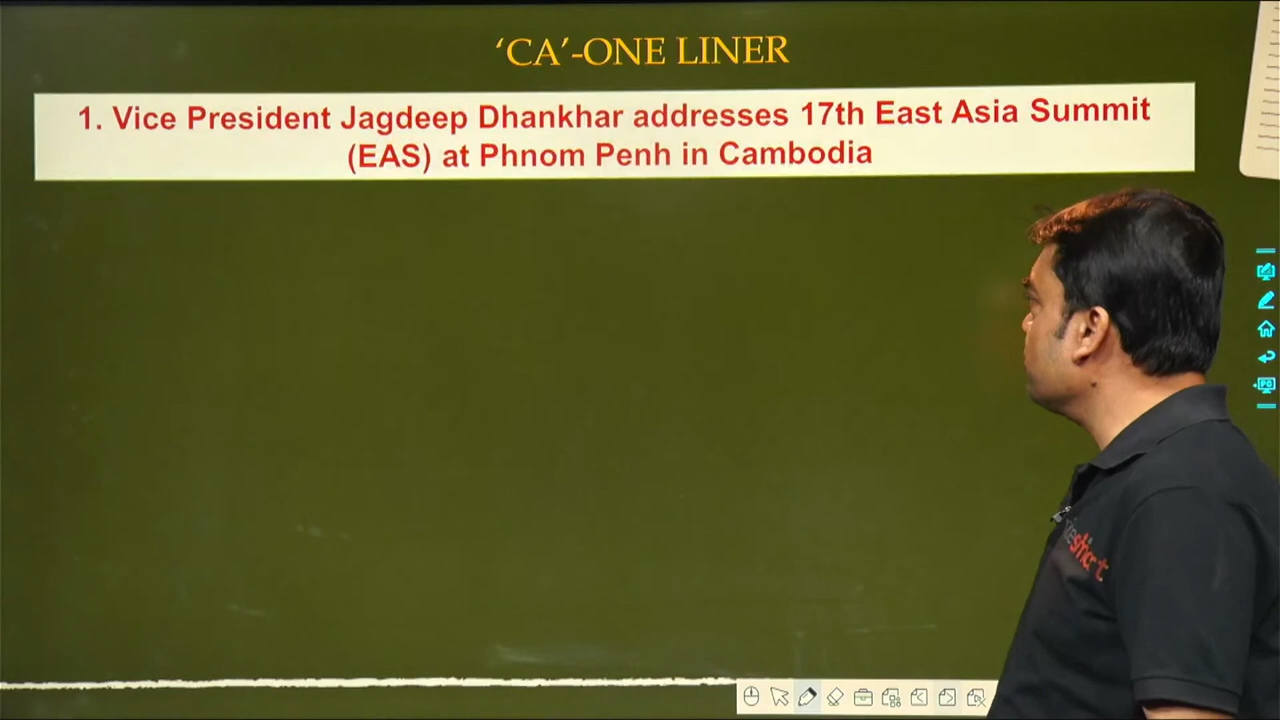 ‘CA’-ONE LINER
1. Vice President Jagdeep Dhankhar addresses 17th East Asia Summit
(EAS) at Phnom Penh in Cambodia